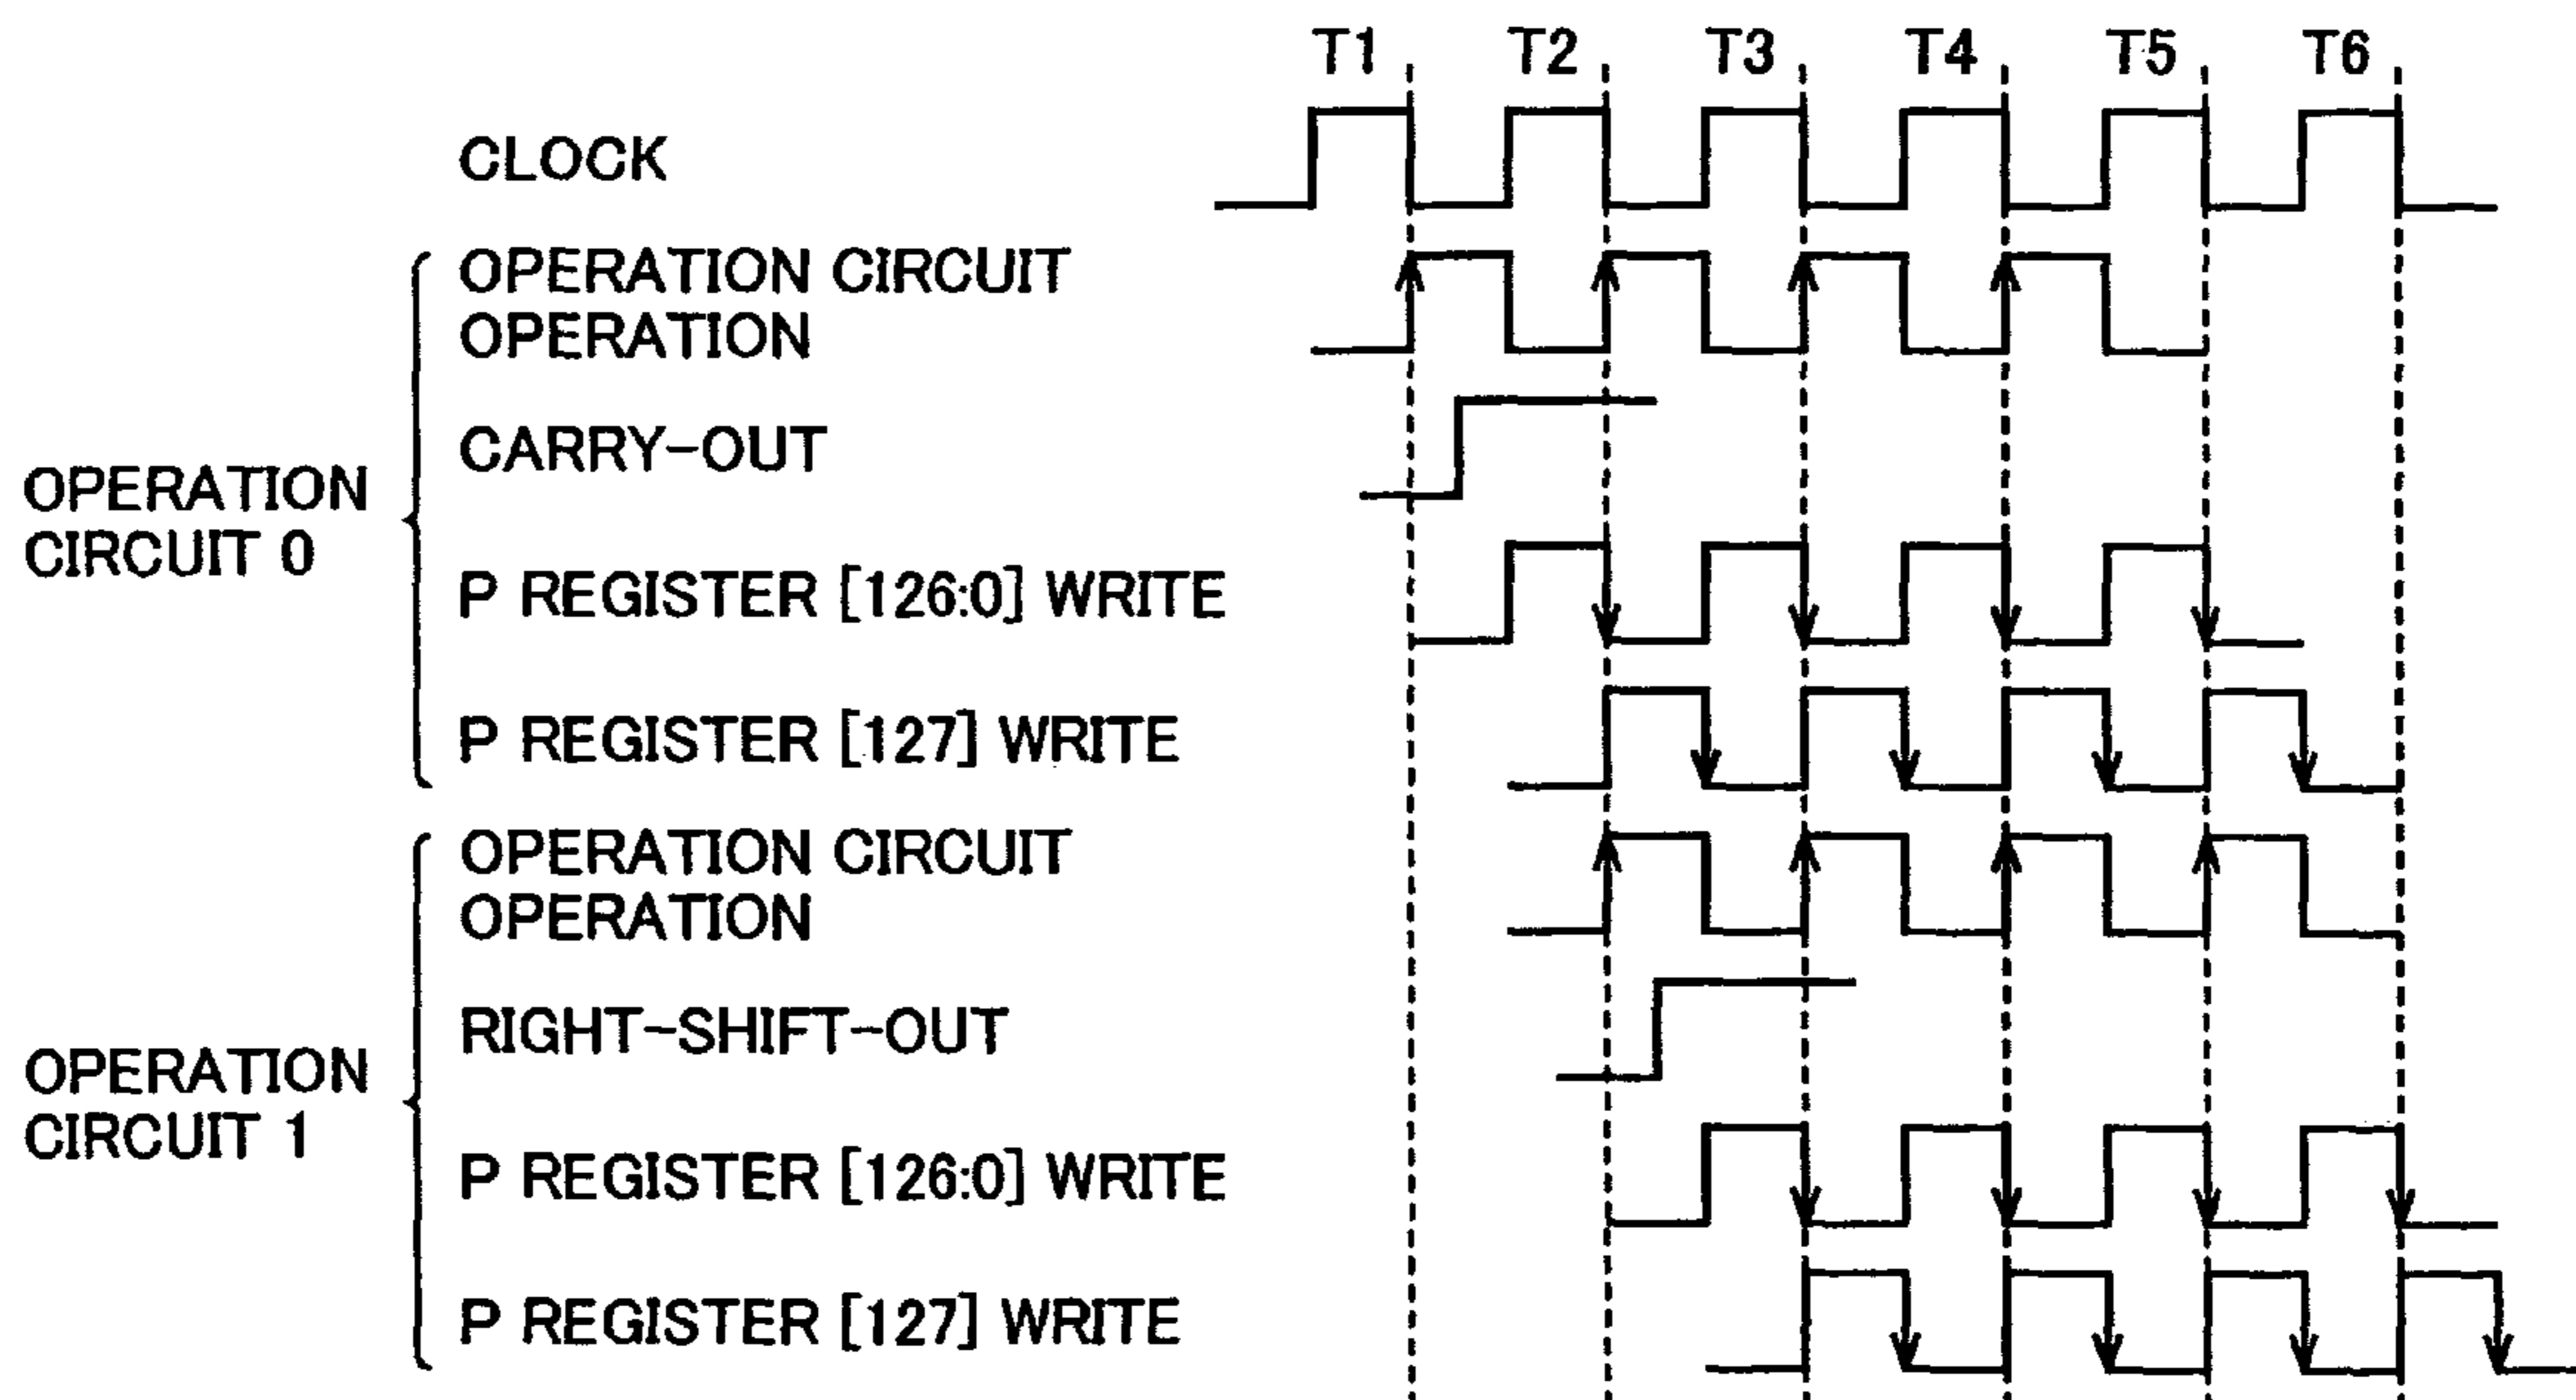 T1 T2 T3 T4 T5 T6
CLOCK
OPERATION
CIRCUIT 0
OPERATION CIRCUIT
OPERATION
CARRY-OUT
P REGISTER [126:0] WRITE
P REGISTER [127] WRITE
OPERATION
CIRCUIT 1
OPERATION CIRCUIT
OPERATION
RIGHT-SHIFT-OUT
P REGISTER [126:0] WRITE
P REGISTER [127] WRITE